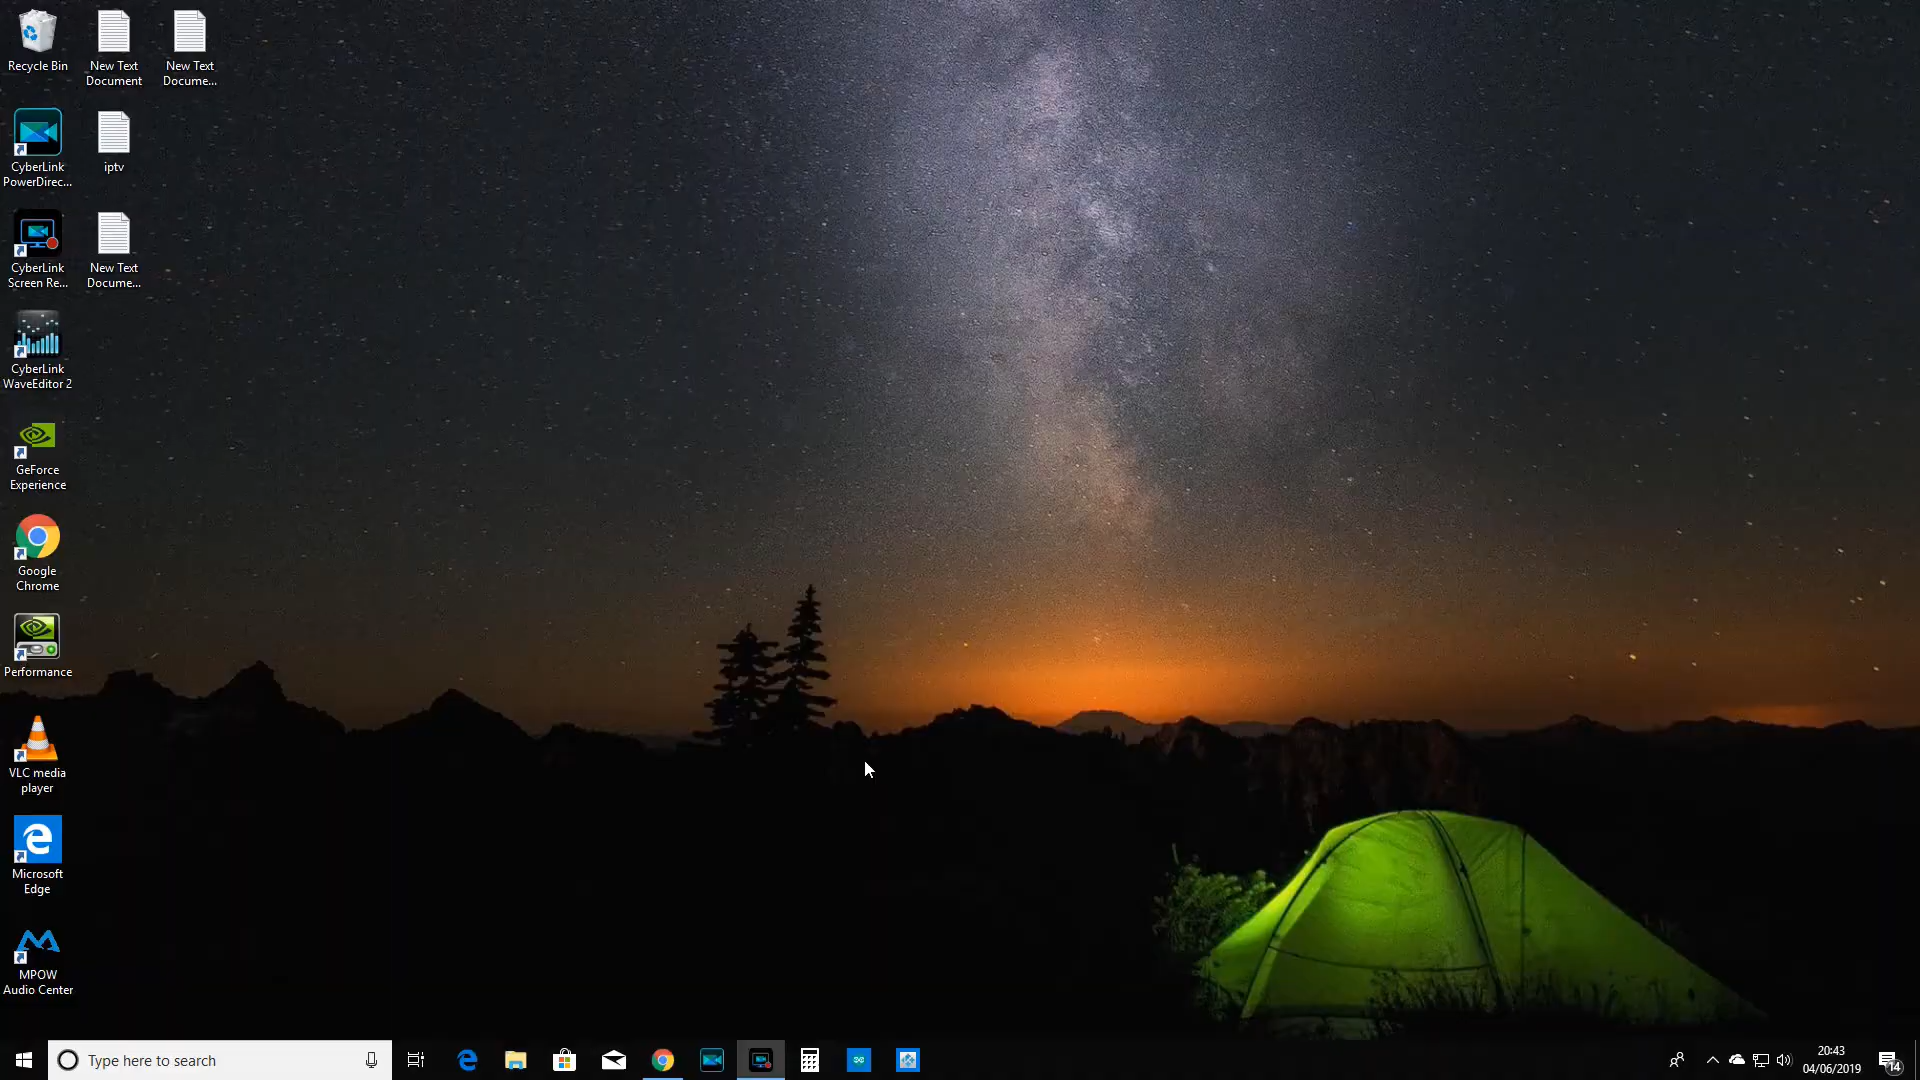 Recycle Bin
New Text
Document
New Text
Docume...
CyberLink
PowerDirec...
iptv
CyberLink
Screen Re...
New Text
Docume...
CyberLink
WaveEditor 2
GeForce
Experience
Google
Chrome
Performance
VLC media
player
Microsoft
Edge
MPOW
Audio Center
Type here to search
20:43
04/06/2019
14